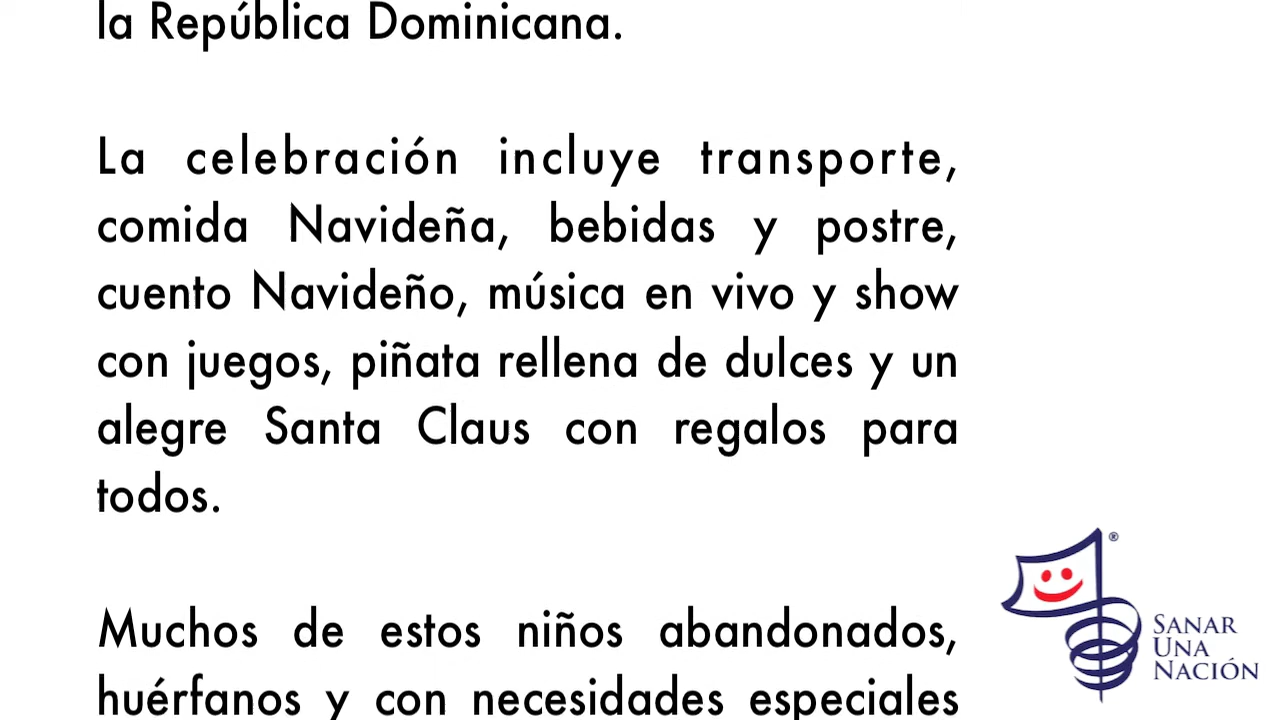 la República Dominicana.
La celebración incluye transporte,
comida Navideña, bebidas y postre,
cuento Navideño, música en vivo y show
con juegos, piñata rellena de dulces y un
alegre Santa Claus con regalos para
todos.
Muchos de estos niños abandonados,
huérfanos y con necesidades especiales
®
SANAR
UNA
NACIÓN